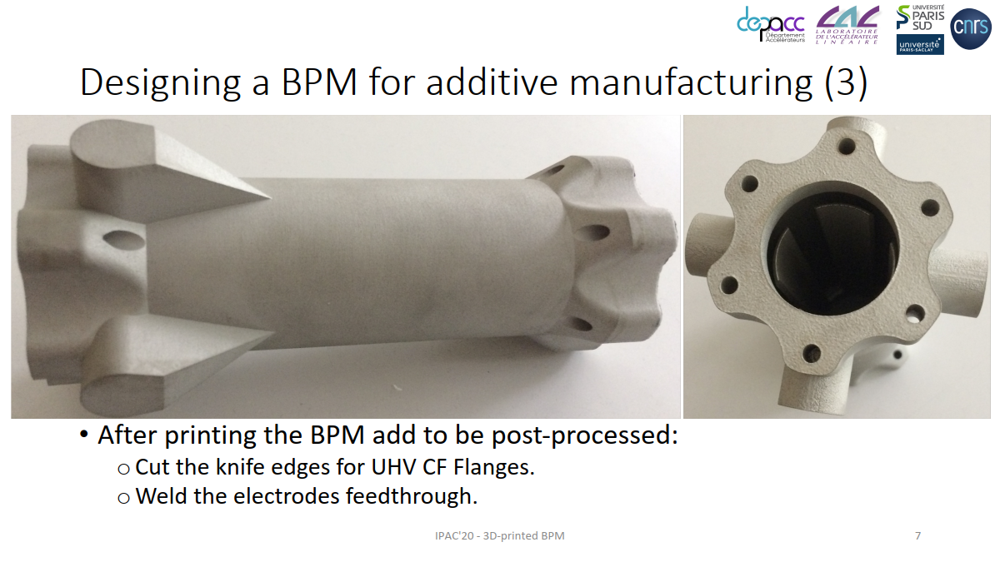 depacc
Département
Accélérateurs
LAL
LABORATOIRE
DE L'ACCÉLÉRATEUR
LINÉAIRE
UNIVERSITÉ
PARIS
SUD
université
PARIS-SACLAY
cnrs
Designing a BPM for additive manufacturing (3)
• After printing the BPM add to be post-processed:
o Cut the knife edges for UHV CF Flanges.
o Weld the electrodes feedthrough.
IPAC'20 - 3D-printed BPM
7